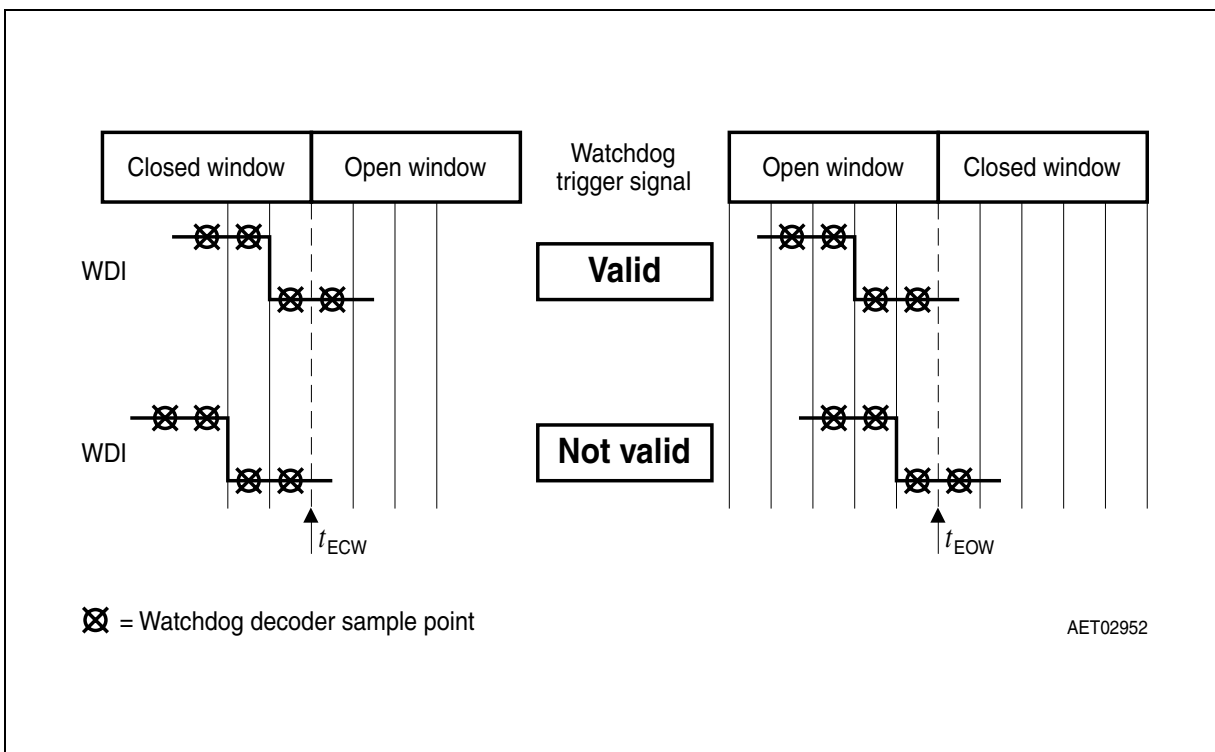 Closed window
Open window
Watchdog
trigger signal
Open window
Closed window
WDI
Valid
WDI
Not valid
tECW
tEOW
= Watchdog decoder sample point
AET02952